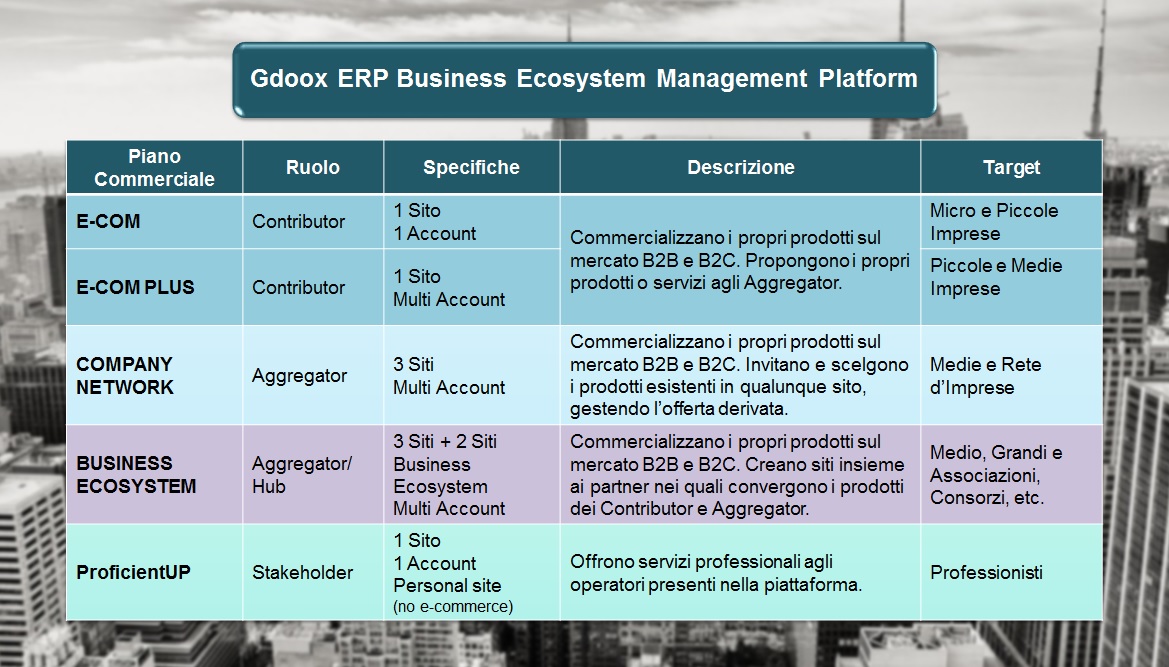 Gdoox ERP Business Ecosystem Management Platform
Piano
Commerciale
Ruolo
Specifiche
Descrizione
Target
E-COM
Contributor
1 Sito
1 Account
Commercializzano i propri prodotti sul
mercato B2B e B2C. Propongono i propri
prodotti o servizi agli Aggregator.
Micro e Piccole
Imprese
E-COM PLUS
Contributor
1 Sito
Multi Account
Piccole e Medie
Imprese
COMPANY
NETWORK
Aggregator
3 Siti
Multi Account
Commercializzano i propri prodotti sul
mercato B2B e B2C. Invitano e scelgono
i prodotti esistenti in qualunque sito,
gestendo l’offerta derivata.
Medie e Rete
d’Imprese
BUSINESS
ECOSYSTEM
Aggregator/
Hub
3 Siti + 2 Siti
Business
Ecosystem
Multi Account
Commercializzano i propri prodotti sul
mercato B2B e B2C. Creano siti insieme
ai partner nei quali convergono i prodotti
dei Contributor e Aggregator.
Medio, Grandi e
Associazioni,
Consorzi, etc.
ProficientUP
Stakeholder
1 Sito
1 Account
Personal site
(no e-commerce)
Offrono servizi professionali agli
operatori presenti nella piattaforma.
Professionisti